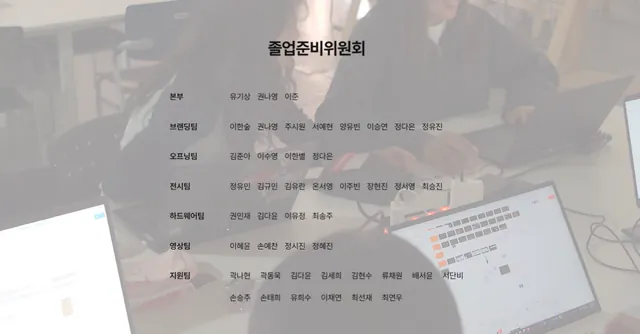 졸업준비위원회
본부 유기상 권나영 이준
브랜딩팀 이한솔 권나영 주시원 서예현 양유빈 이승연 정다은 정유진
오프닝팀 김준아 이수영 이한별 정다은
전시팀 정유민 김규민 김유란 온서영 이주빈 장현진 정서영 최승진
하드웨어팀 권민재 김다윤 여유정 최송주
영상팀 이혜윤 손예찬 정시진 정혜진
지원팀 곽나현 곽동묵 김다윤 김세희 김현수 류채원 배서윤 서단비
손승주 손태희 유희수 이채연 최선재 최연우